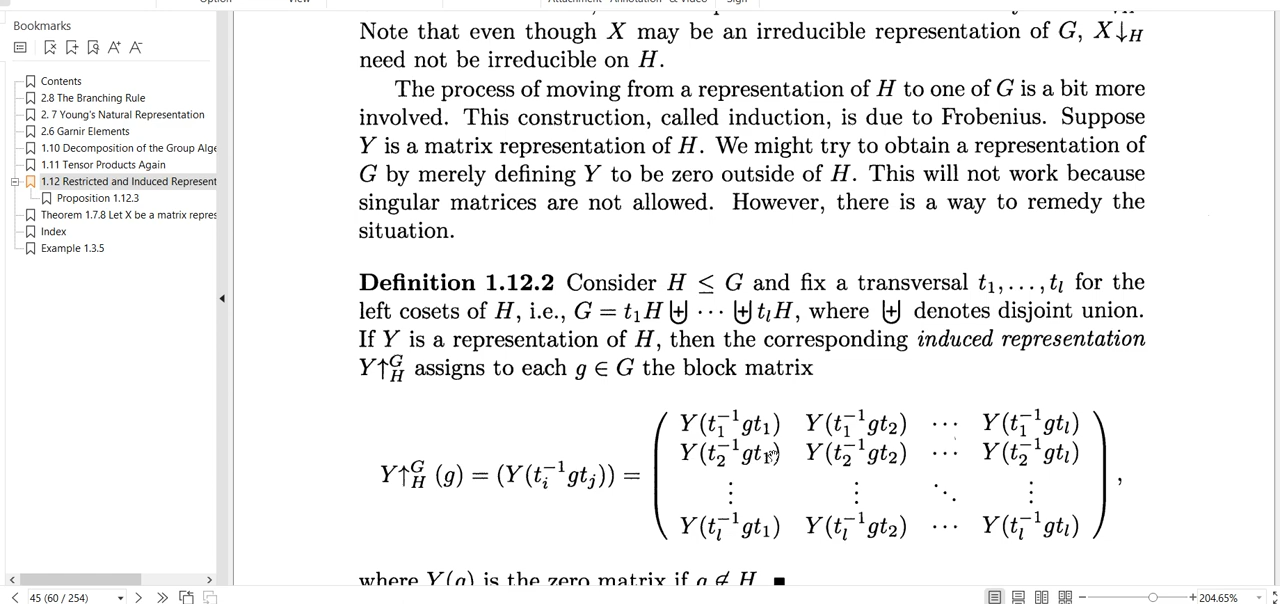 Option View Attachment Annotation & Video Sign
Bookmarks
Contents
2.8 The Branching Rule
2. 7 Young's Natural Representation
2.6 Garnir Elements
1.10 Decomposition of the Group Alge
1.11 Tensor Products Again
1.12 Restricted and Induced Represent
Proposition 1.12.3
Theorem 1.7.8 Let X be a matrix repres
Index
Example 1.3.5
Note that even though X may be an irreducible representation of G, X↓H
need not be irreducible on H.
The process of moving from a representation of H to one of G is a bit more
involved. This construction, called induction, is due to Frobenius. Suppose
Y is a matrix representation of H. We might try to obtain a representation of
G by merely defining Y to be zero outside of H. This will not work because
singular matrices are not allowed. However, there is a way to remedy the
situation.
Definition 1.12.2 Consider H ≤ G and fix a transversal t₁, . . . , tₗ for the
left cosets of H, i.e., G = t₁H ⊎ ⋯ ⊎ tₗH, where ⊎ denotes disjoint union.
If Y is a representation of H, then the corresponding induced representation
Y↑ᴳH assigns to each g ∈ G the block matrix
Y(t₁⁻¹gt₁) Y(t₁⁻¹gt₂) ⋯ Y(t₁⁻¹gtₗ)
Y(t₂⁻¹gt₁) Y(t₂⁻¹gt₂) ⋯ Y(t₂⁻¹gtₗ)
Y↑ᴳH (g) = (Y(tᵢ⁻¹gtⱼ)) = ⋮ ⋮ ⋱ ⋮ ,
Y(tₗ⁻¹gt₁) Y(tₗ⁻¹gt₂) ⋯ Y(tₗ⁻¹gtₗ)
where Y(g) is the zero matrix if g ∉ H. ■
45 (60 / 254)
204.65%